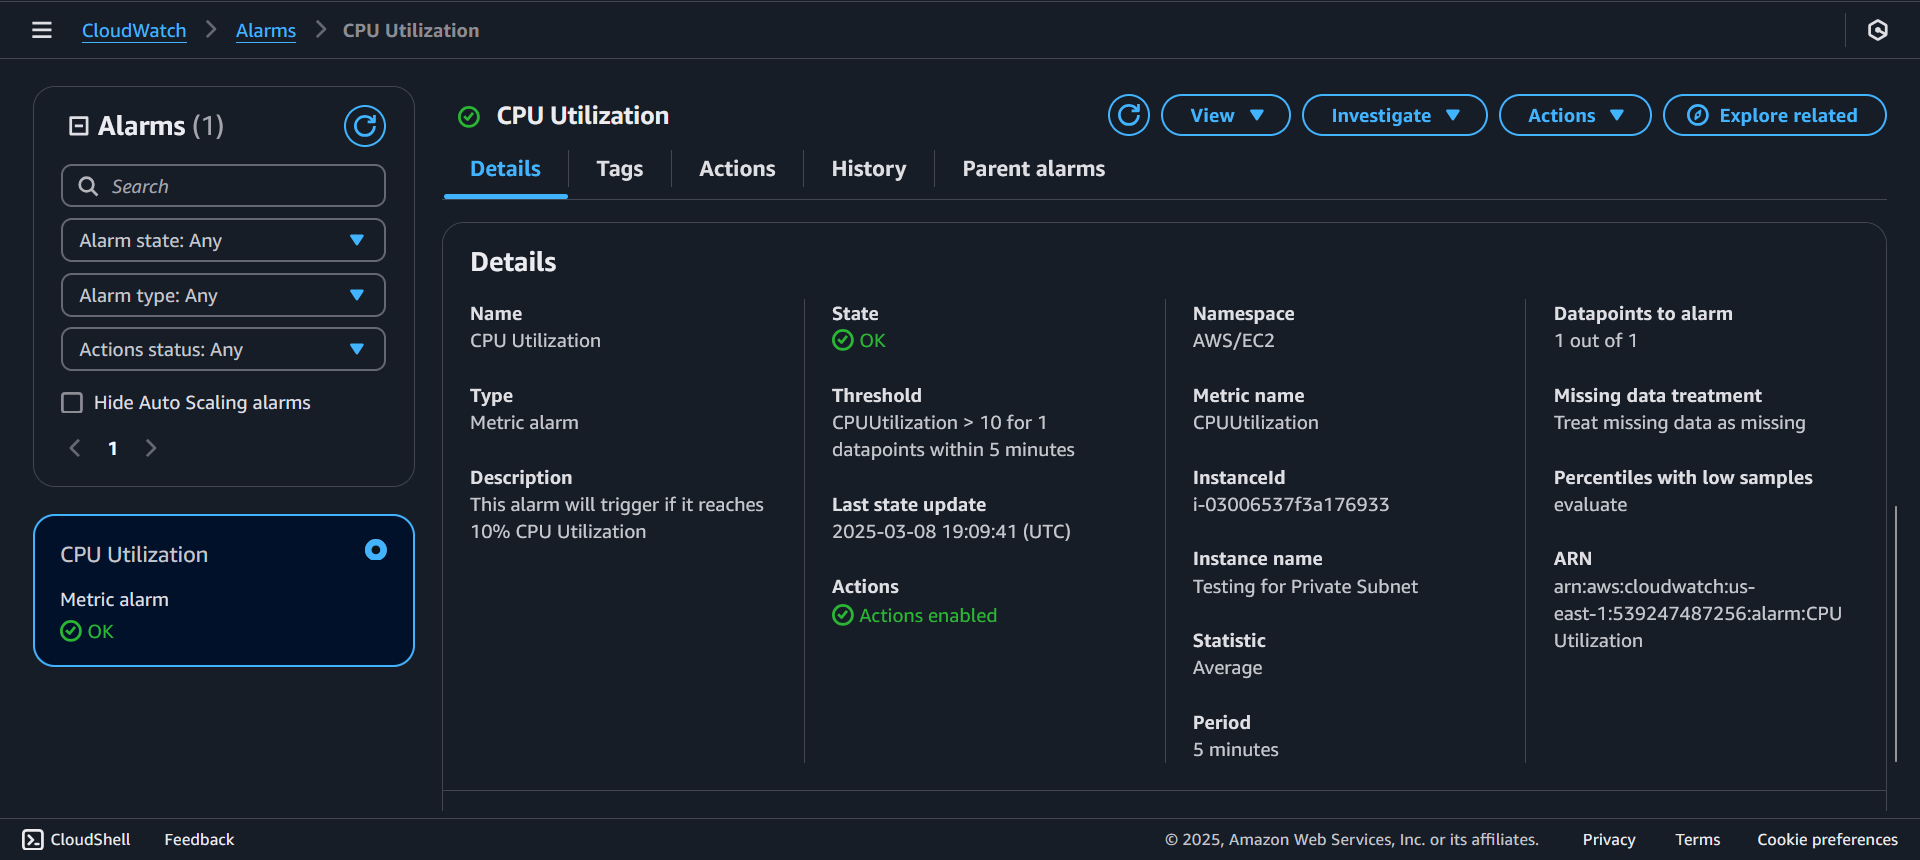 CloudWatch > Alarms > CPU Utilization
Alarms (1)
Search
Alarm state: Any
Alarm type: Any
Actions status: Any
Hide Auto Scaling alarms
1
CPU Utilization
Metric alarm
OK
CPU Utilization
View
Investigate
Actions
Explore related
Details
Tags
Actions
History
Parent alarms
Details
Name
CPU Utilization
Type
Metric alarm
Description
This alarm will trigger if it reaches
10% CPU Utilization
State
OK
Threshold
CPUUtilization > 10 for 1
datapoints within 5 minutes
Last state update
2025-03-08 19:09:41 (UTC)
Actions
Actions enabled
Namespace
AWS/EC2
Metric name
CPUUtilization
InstanceId
i-03006537f3a176933
Instance name
Testing for Private Subnet
Statistic
Average
Period
5 minutes
Datapoints to alarm
1 out of 1
Missing data treatment
Treat missing data as missing
Percentiles with low samples
evaluate
ARN
arn:aws:cloudwatch:us-
east-1:539247487256:alarm:CPU
Utilization
CloudShell
Feedback
© 2025, Amazon Web Services, Inc. or its affiliates.
Privacy
Terms
Cookie preferences